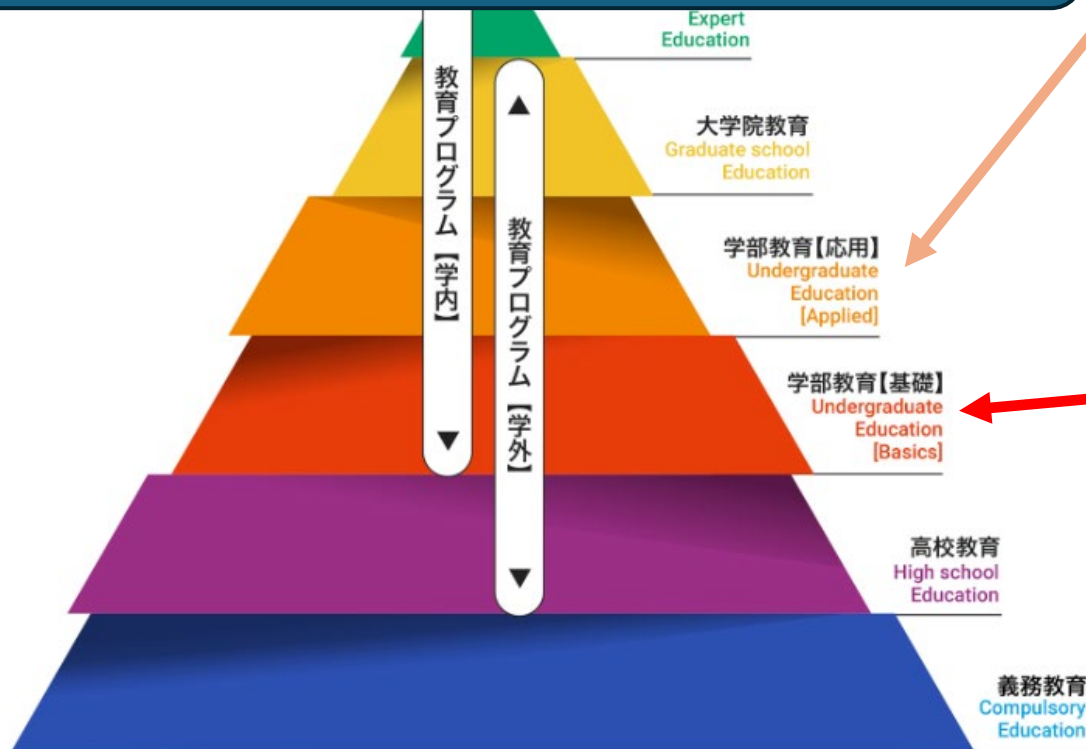 Expert
Education
大学院教育
Graduate school
Education
学部教育【応用】
Undergraduate
Education
[Applied]
学部教育【基礎】
Undergraduate
Education
[Basics]
高校教育
High school
Education
義務教育
Compulsory
Education
教育プログラム【学内】
▼
▲
教育プログラム【学外】
▼